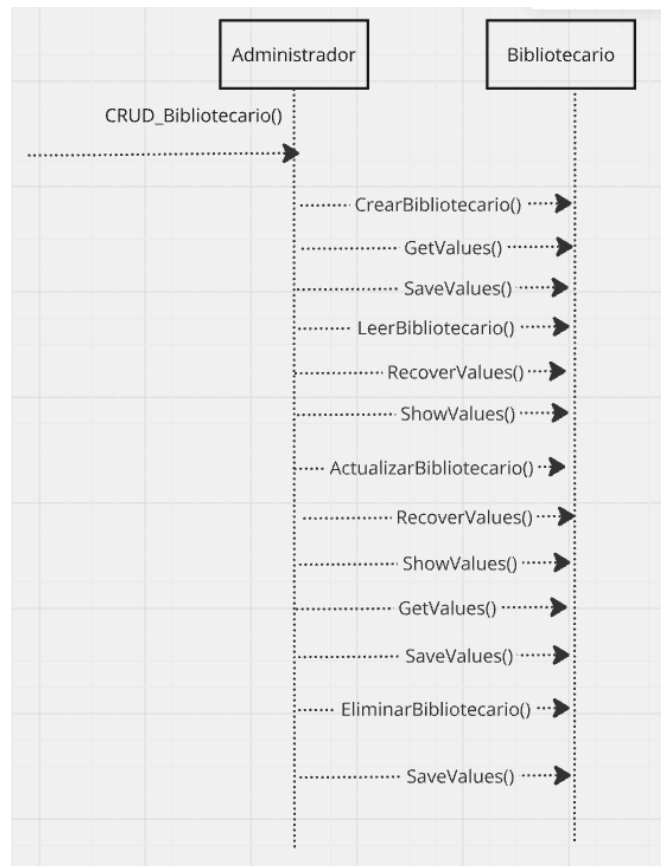 Administrador
Bibliotecario
CRUD_Bibliotecario()
CrearBibliotecario()
GetValues()
SaveValues()
LeerBibliotecario()
RecoverValues()
ShowValues()
ActualizarBibliotecario()
RecoverValues()
ShowValues()
GetValues()
SaveValues()
EliminarBibliotecario()
SaveValues()